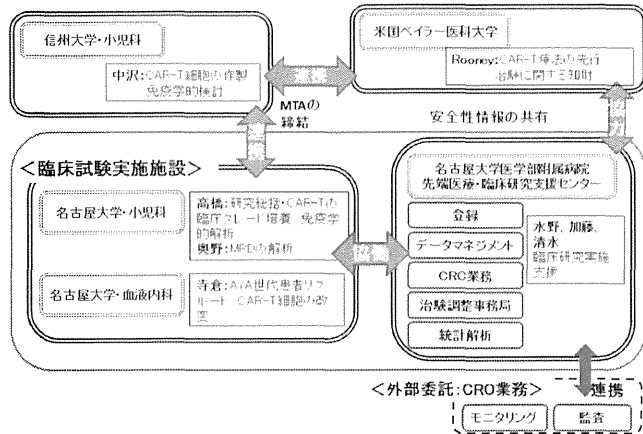 信州大学・小児科
中沢：CAR-T細胞の作製
免疫学的検討
連携
米国ベイラー医科大学
Rooney：CAR-T療法の先行
治験に関する知財
MTAの
締結
安全性情報の共有
＜臨床試験実施施設＞
名古屋大学・小児科
高橋：研究総括・CAR-Tの
臨床グレード培養 免疫学
的解析
奥野：MRDの解析
名古屋大学・血液内科
寺倉：AYA世代患者リク
ルート CAR-T細胞の改
変
名古屋大学医学部附属病院
先端医療・臨床研究支援センター
登録
データマネジメント
CRC業務
治験調整事務局
統計解析
水野、加藤、
清水
臨床研究実施
支援
＜外部委託：CRO業務＞
連携
モニタリング
監査